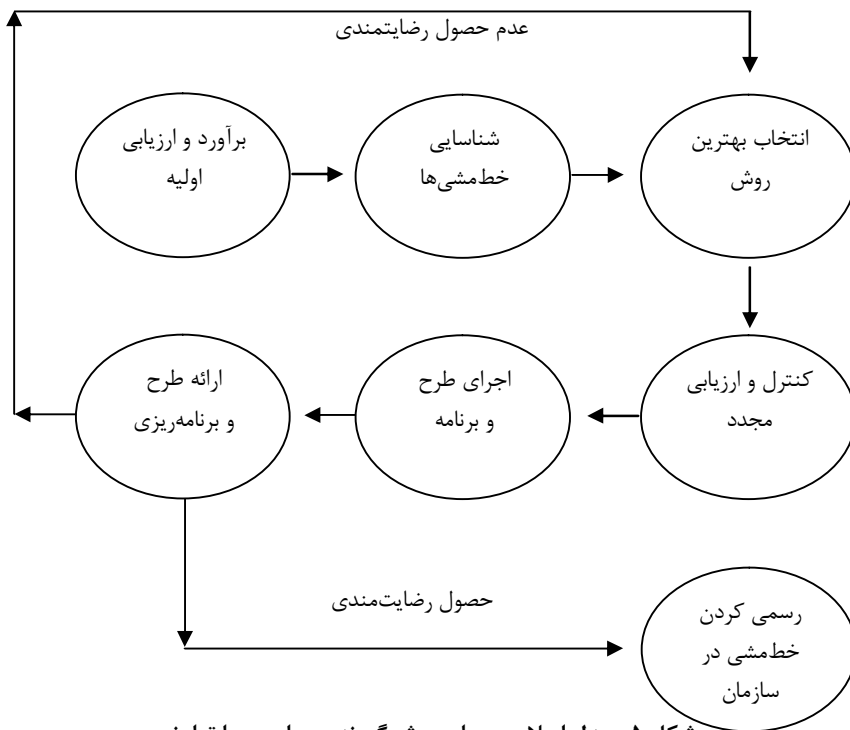 عدم حصول رضایتمندی
برآورد و ارزیابی
اولیه
شناسایی
خط‌مشی‌ها
انتخاب بهترین
روش
کنترل و ارزیابی
مجدد
اجرای طرح
و برنامه
ارائه طرح
و برنامه‌ریزی
حصول رضایت‌مندی
رسمی کردن
خط‌مشی در
سازمان